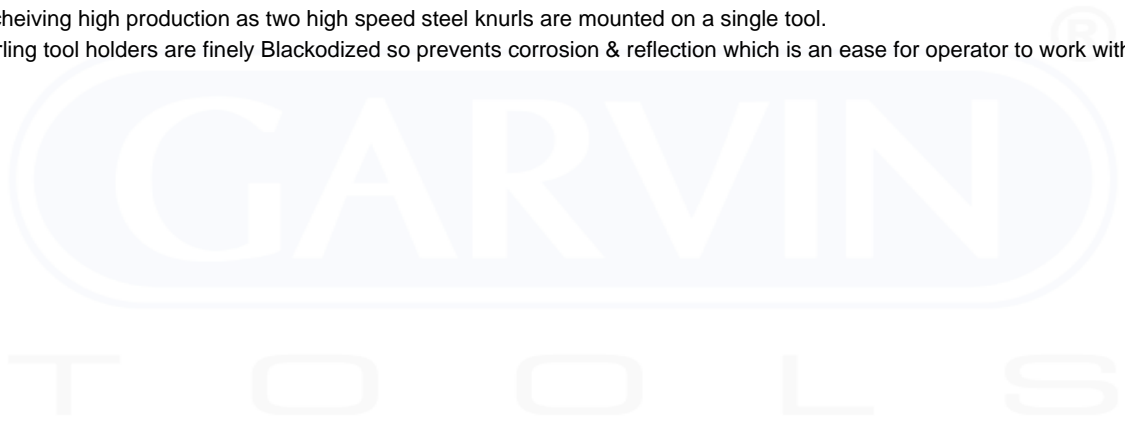 cheiving high production as two high speed steel knurls are mounted on a single tool.
rling tool holders are finely Blackodized so prevents corrosion & reflection which is an ease for operator to work with
®
GARVIN
TOOLS